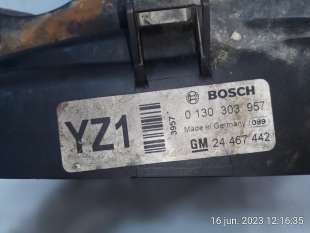 BOSCH
YZ1
3957
0 130 303 957
Made in Germany / 099
GM 24 467 442
16 jun. 2023 12:16:35